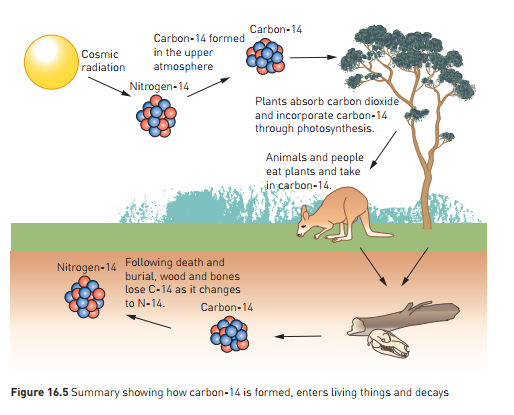 Cosmic
radiation
Carbon-14 formed
in the upper
atmosphere
Carbon-14
Nitrogen-14
Plants absorb carbon dioxide
and incorporate carbon-14
through photosynthesis.
Animals and people
eat plants and take
in carbon-14.
Nitrogen-14
Following death and
burial, wood and bones
lose C-14 as it changes
to N-14.
Carbon-14
Figure 16.5 Summary showing how carbon-14 is formed, enters living things and decays